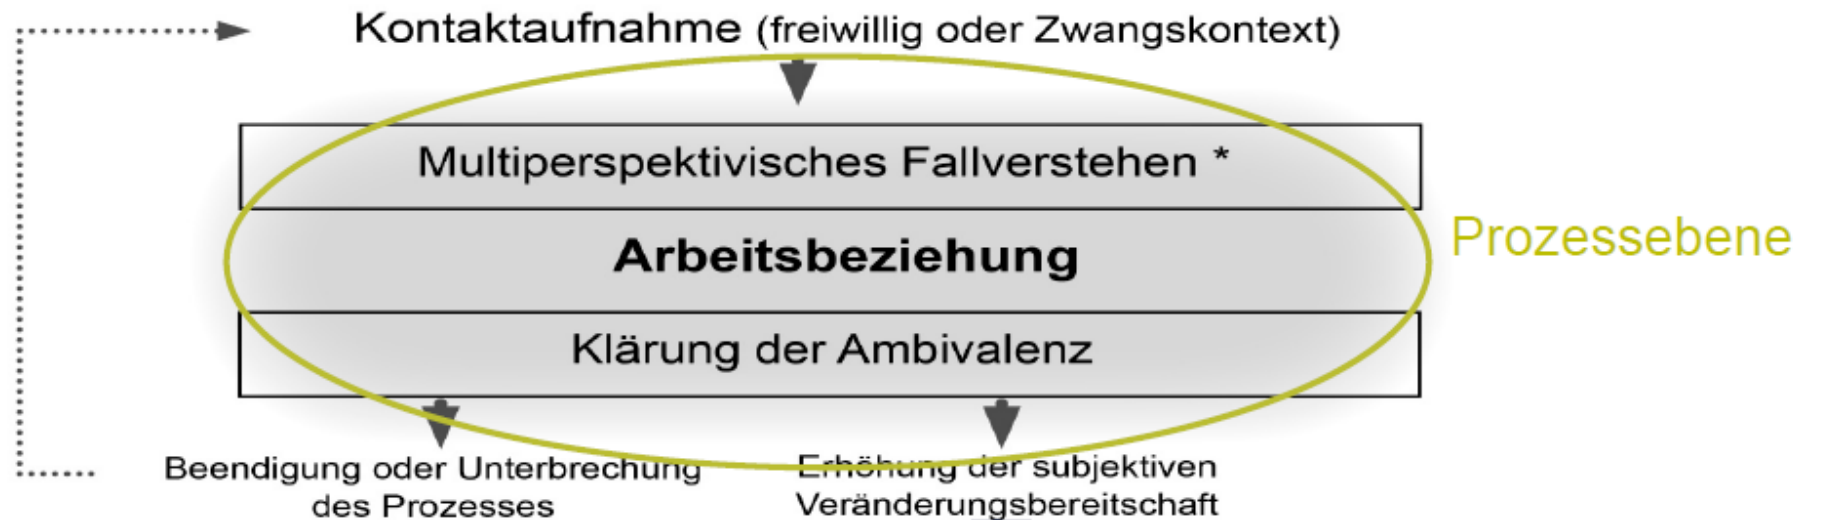 Kontaktaufnahme (freiwillig oder Zwangskontext)
Multiperspektivisches Fallverstehen *
Arbeitsbeziehung
Prozessebene
Klärung der Ambivalenz
Beendigung oder Unterbrechung
des Prozesses
Erhöhung der subjektiven
Veränderungsbereitschaft